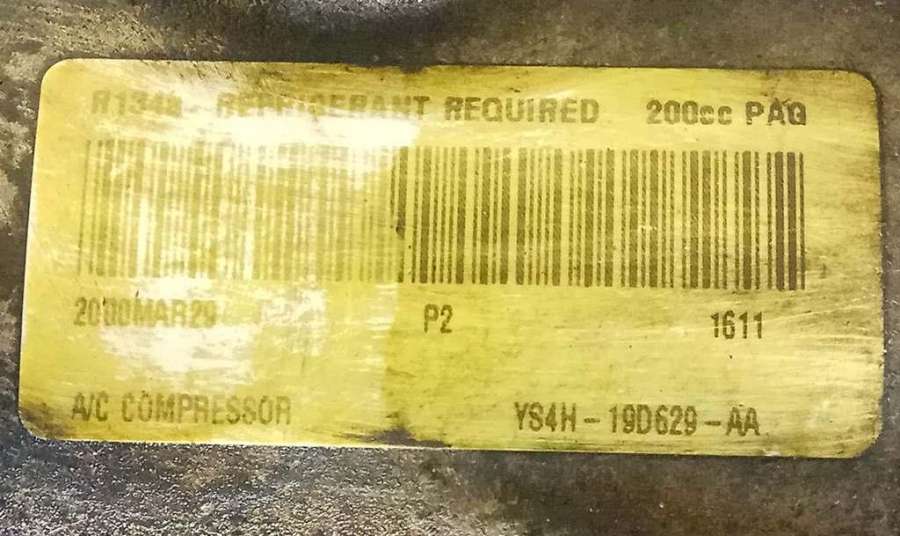 R134a - REFRIGERANT REQUIRED 200cc PAG
2000MAR29 P2 1611
A/C COMPRESSOR YS4H-19D629-AA